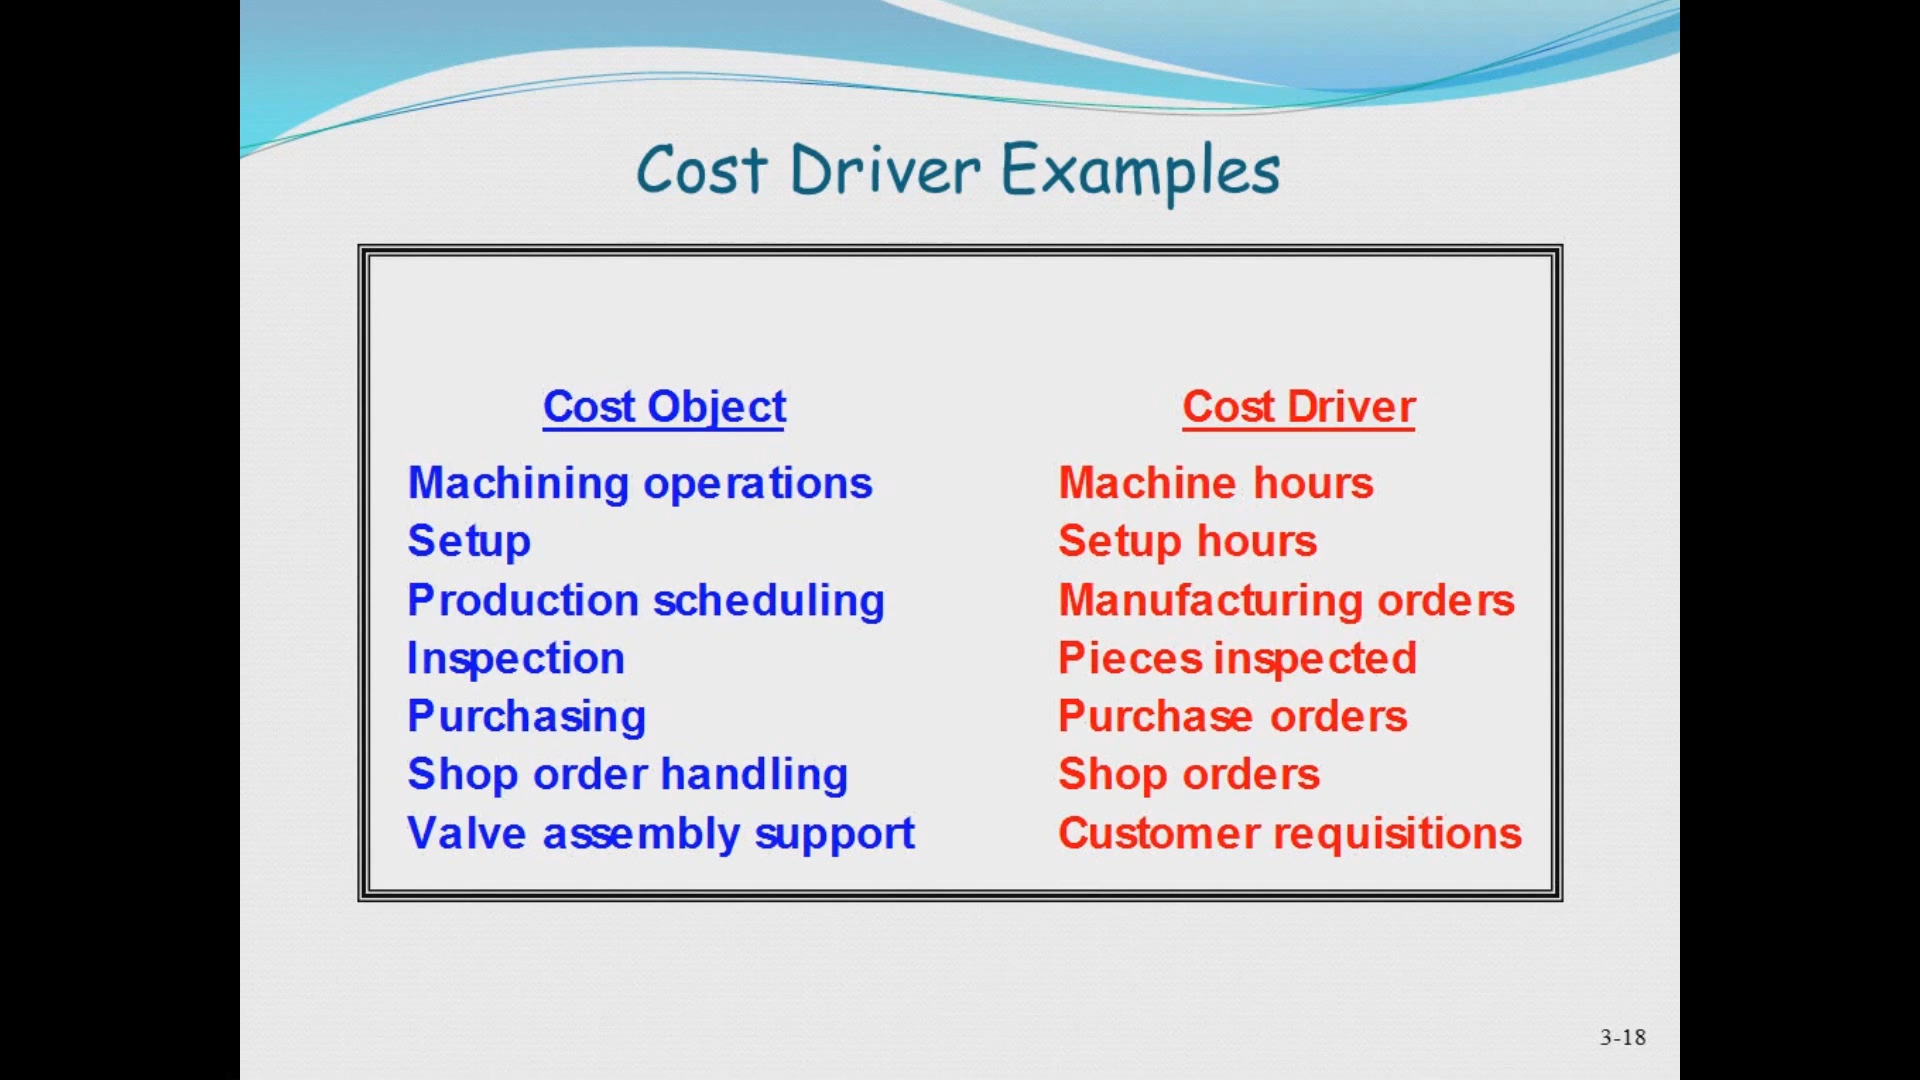 Cost Driver Examples
Cost Object Cost Driver
Machining operations Machine hours
Setup Setup hours
Production scheduling Manufacturing orders
Inspection Pieces inspected
Purchasing Purchase orders
Shop order handling Shop orders
Valve assembly support Customer requisitions
3-18